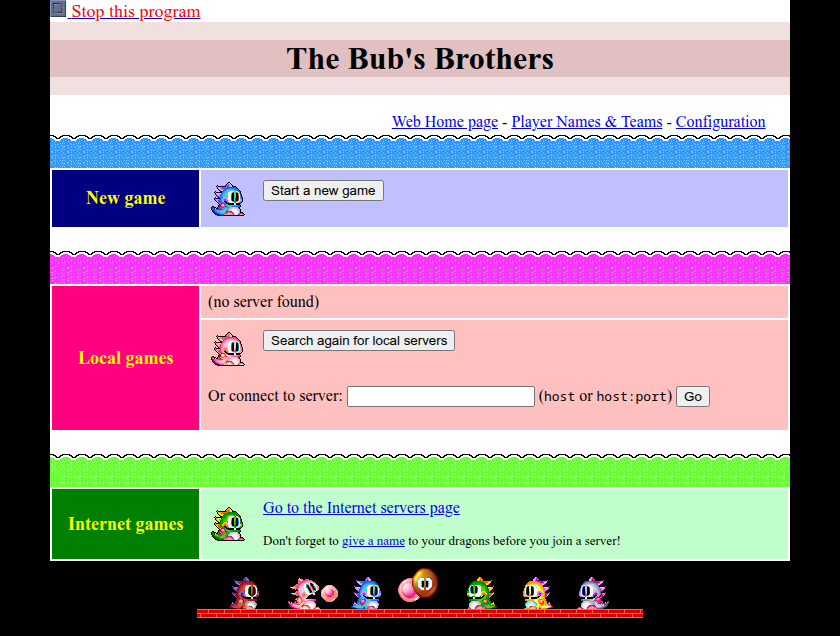 Stop this program
The Bub's Brothers
Web Home page - Player Names & Teams - Configuration
New game
Start a new game
Local games
(no server found)
Search again for local servers
Or connect to server: (host or host:port) Go
Internet games
Go to the Internet servers page
Don't forget to give a name to your dragons before you join a server!